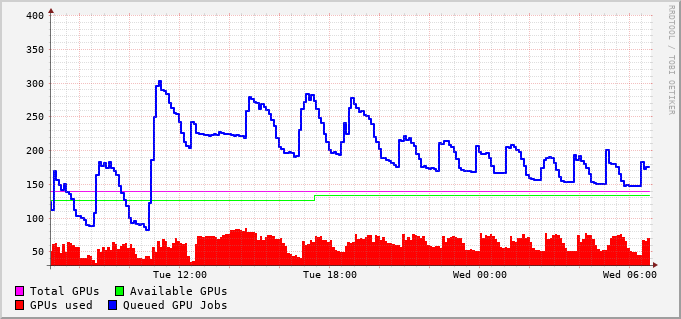 400
350
300
250
200
150
100
50
Tue 12:00 Tue 18:00 Wed 00:00 Wed 06:00
Total GPUs Available GPUs
GPUs used Queued GPU Jobs
RRDTOOL / TOBI OETIKER